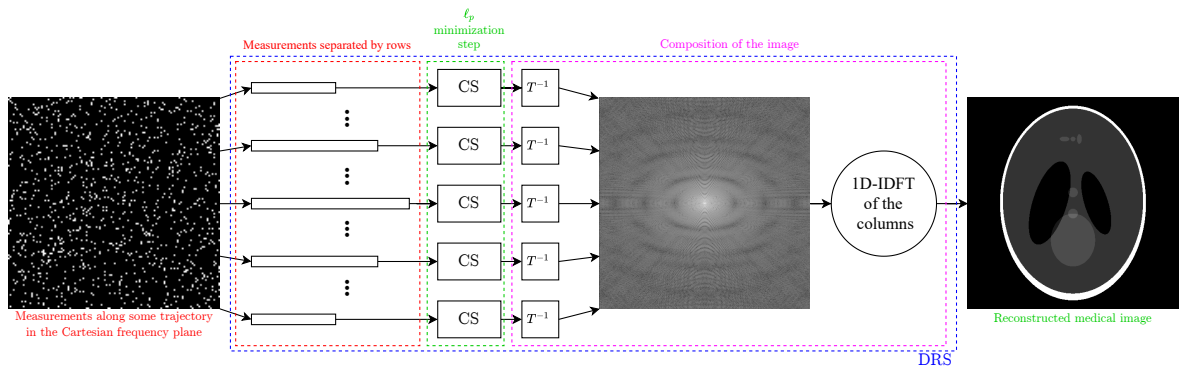 ℓp
minimization
step
Measurements separated by rows
Composition of the image
CS
T⁻¹
CS
T⁻¹
CS
T⁻¹
CS
T⁻¹
CS
T⁻¹
1D-IDFT
of the
columns
Measurements along some trajectory
in the Cartesian frequency plane
Reconstructed medical image
DRS